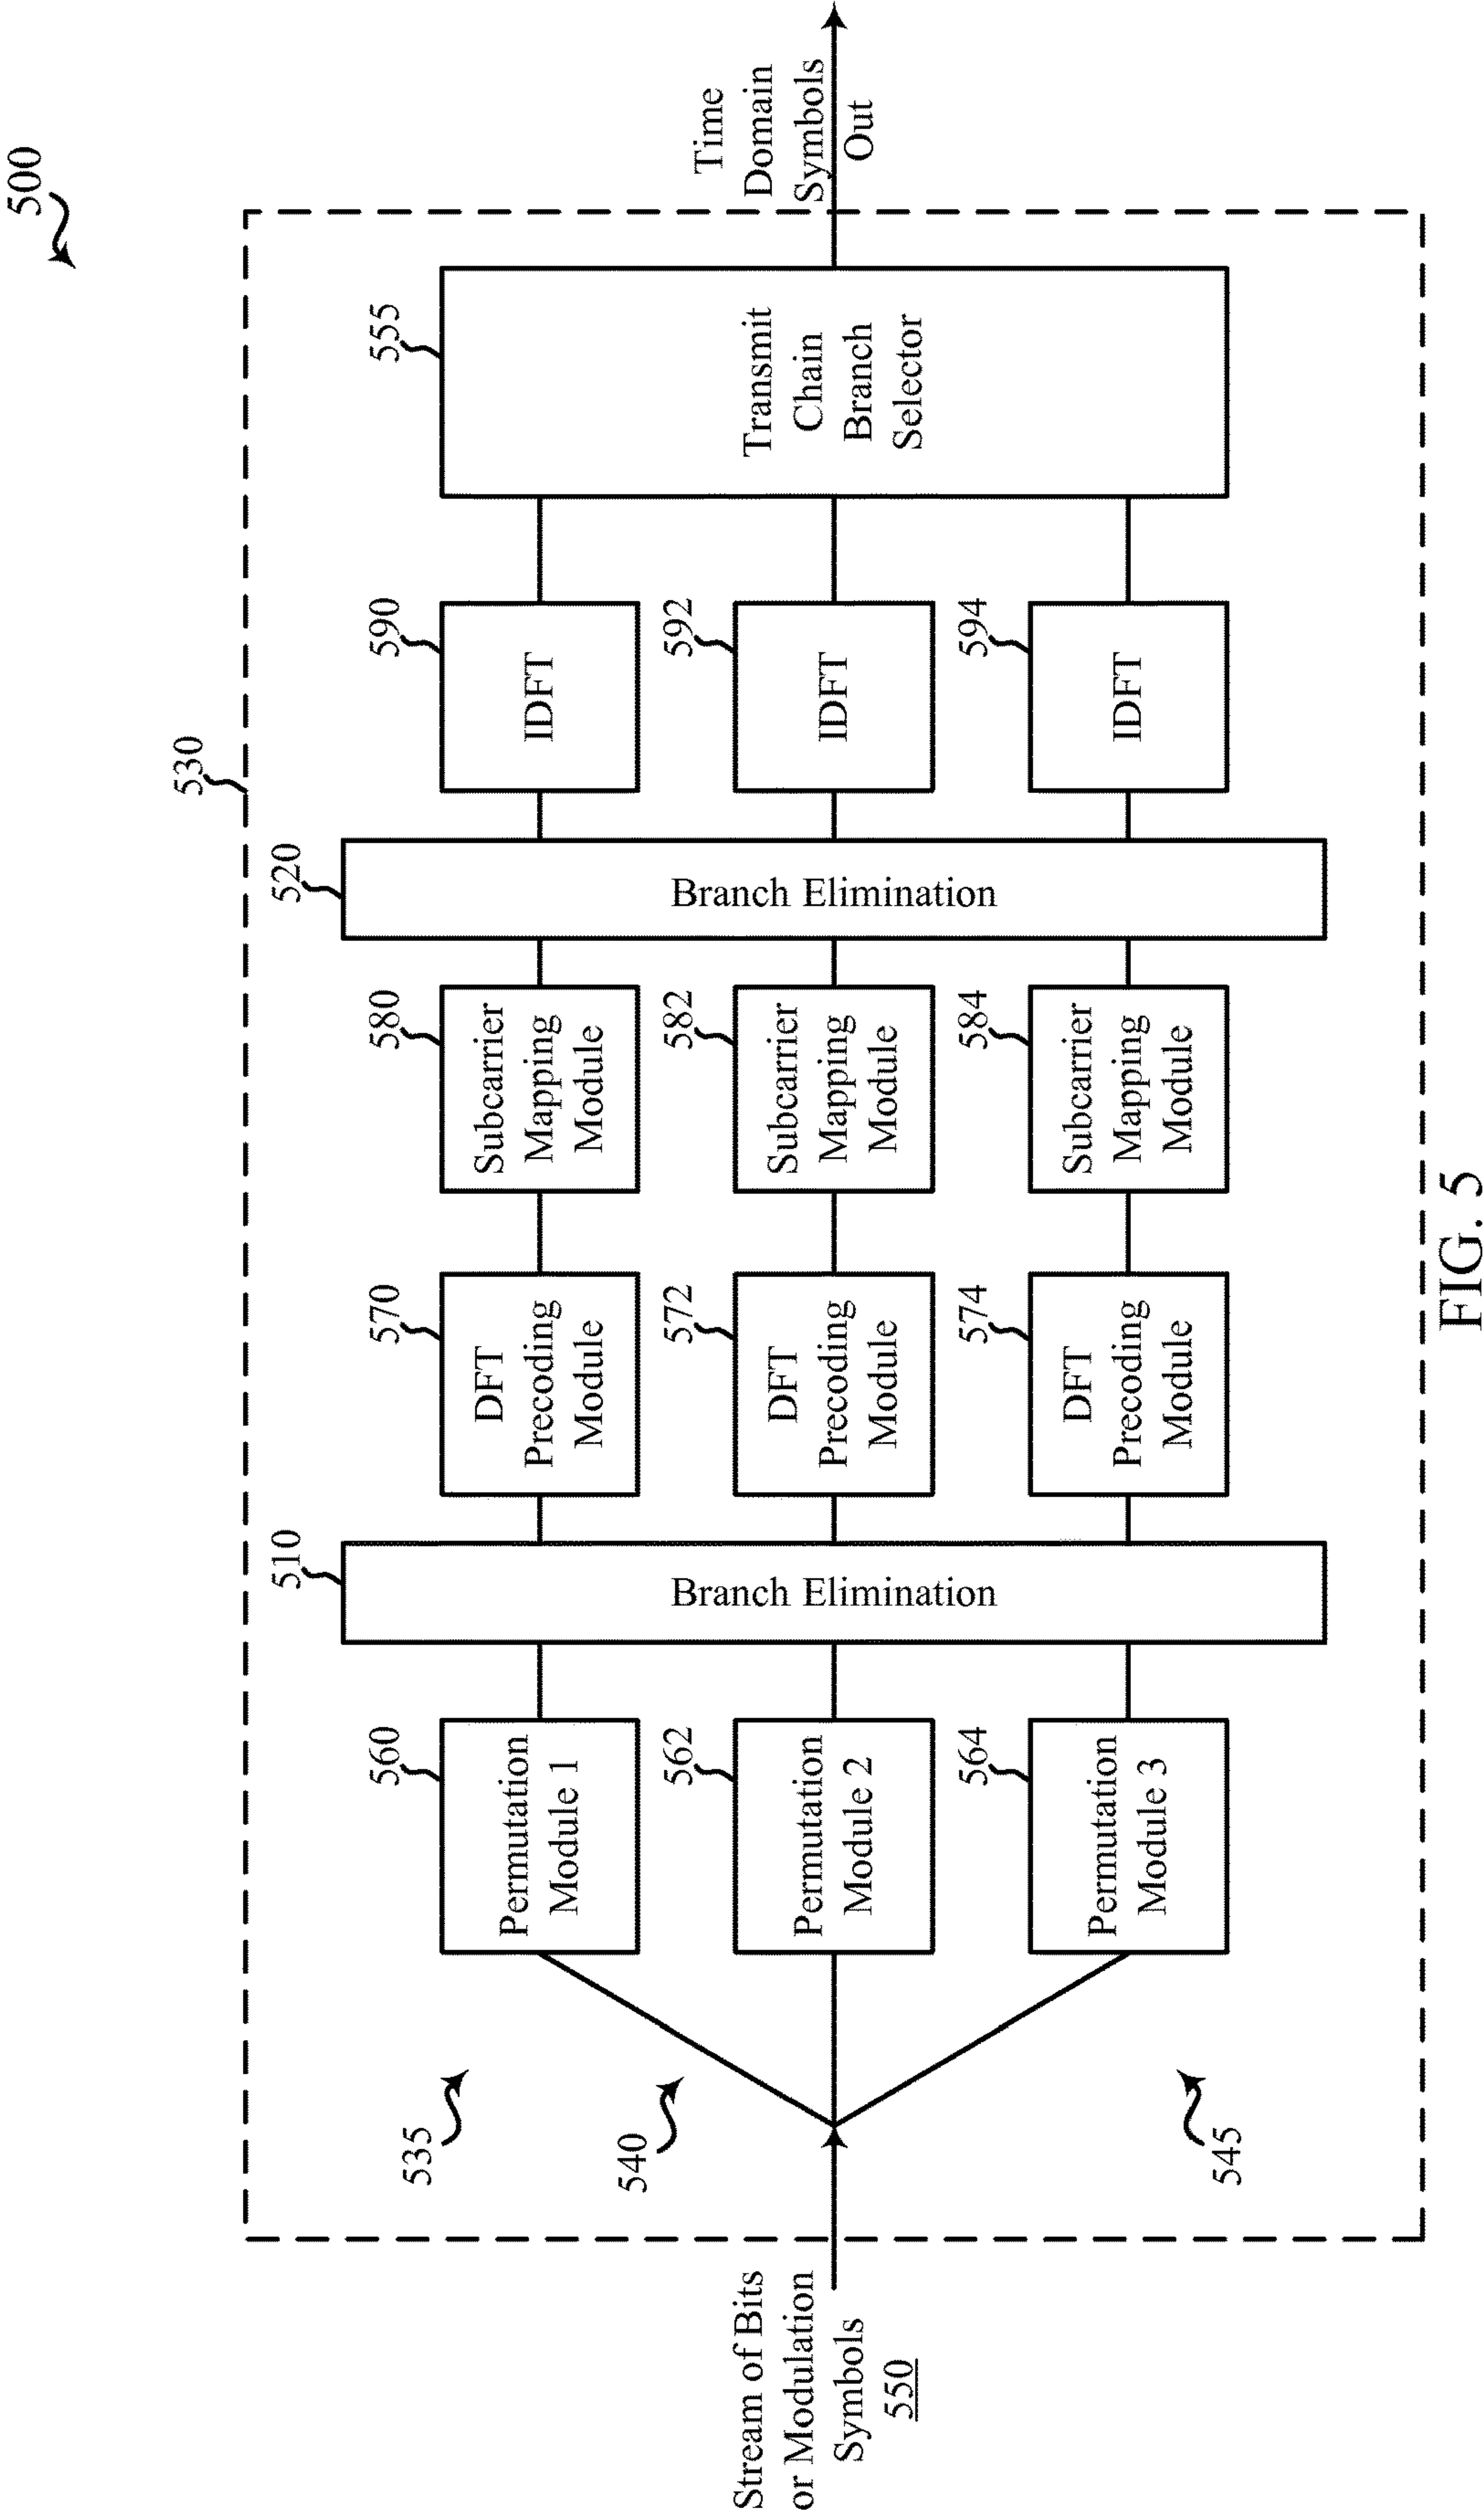 500
530
Stream of Bits
or Modulation
Symbols
550
535
540
545
560
Permutation
Module 1
562
Permutation
Module 2
564
Permutation
Module 3
510
Branch Elimination
570
DFT
Precoding
Module
572
DFT
Precoding
Module
574
DFT
Precoding
Module
580
Subcarrier
Mapping
Module
582
Subcarrier
Mapping
Module
584
Subcarrier
Mapping
Module
520
Branch Elimination
590
IDFT
592
IDFT
594
IDFT
555
Transmit
Chain
Branch
Selector
Time
Domain
Symbols
Out
FIG. 5